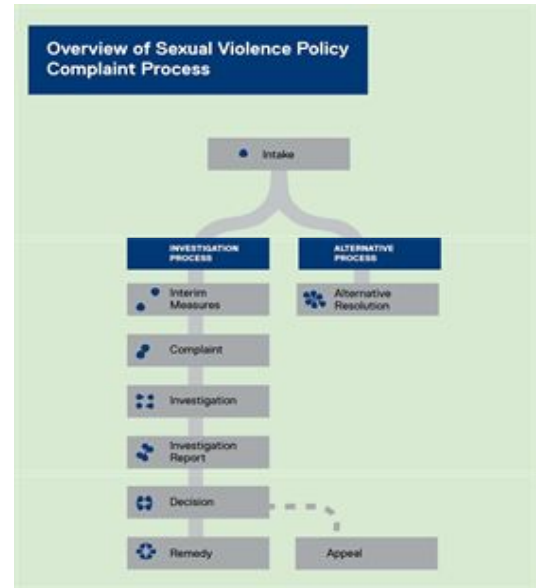 Overview of Sexual Violence Policy
Complaint Process
Intake
INVESTIGATION
PROCESS
ALTERNATIVE
PROCESS
Interim
Measures
Alternative
Resolution
Complaint
Investigation
Investigation
Report
Decision
Remedy
Appeal